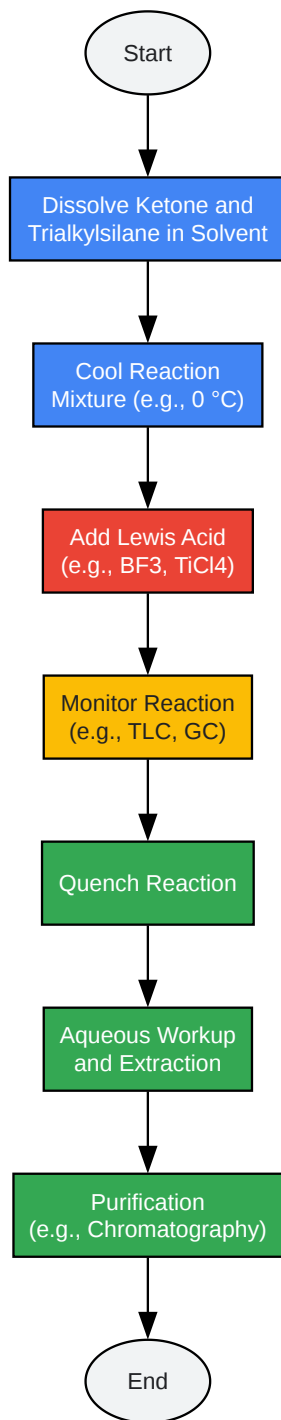 Start
Dissolve Ketone and
Trialkylsilane in Solvent
Cool Reaction
Mixture (e.g., 0 °C)
Add Lewis Acid
(e.g., BF3, TiCl4)
Monitor Reaction
(e.g., TLC, GC)
Quench Reaction
Aqueous Workup
and Extraction
Purification
(e.g., Chromatography)
End